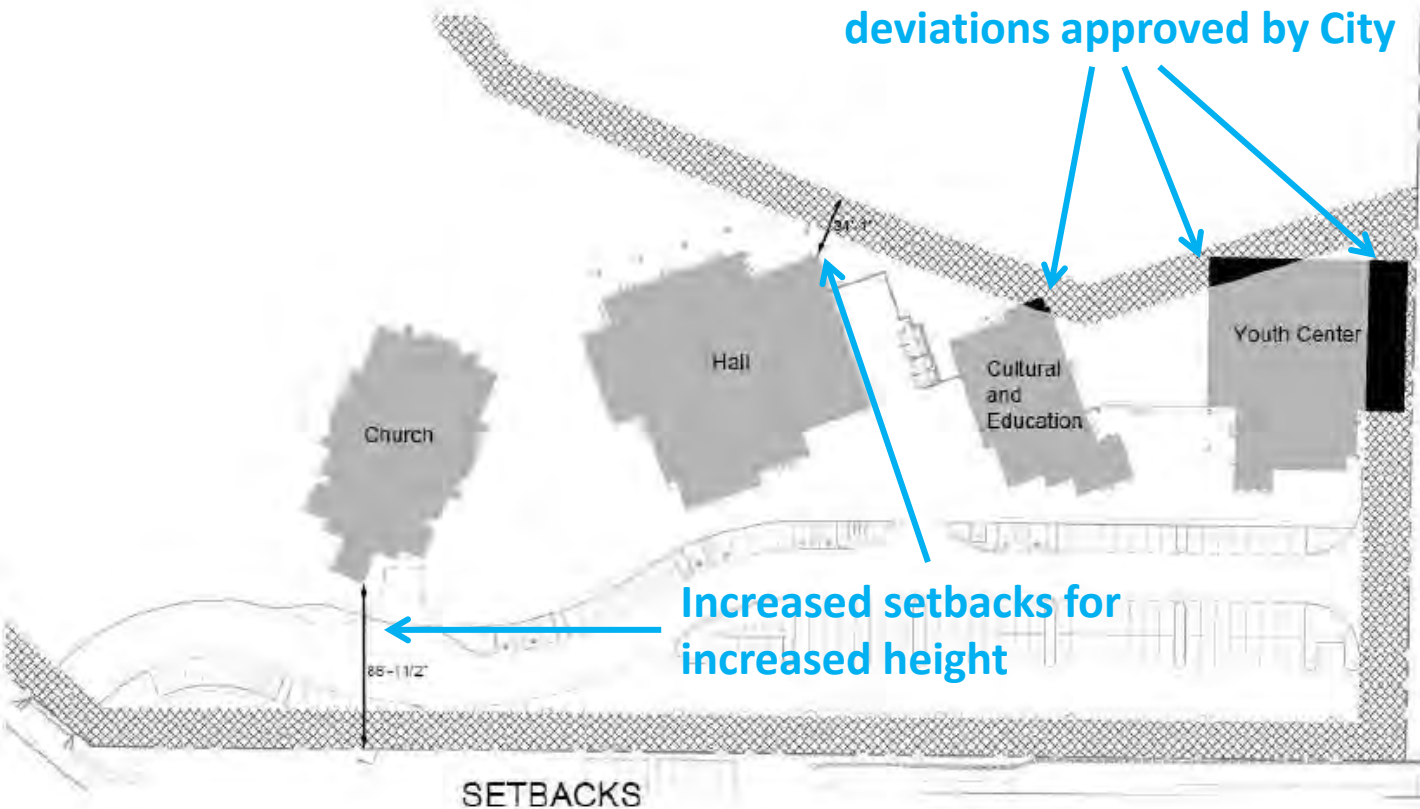 deviations approved by City
Hall
Youth Center
Cultural
and
Education
Church
Increased setbacks for
increased height
SETBACKS